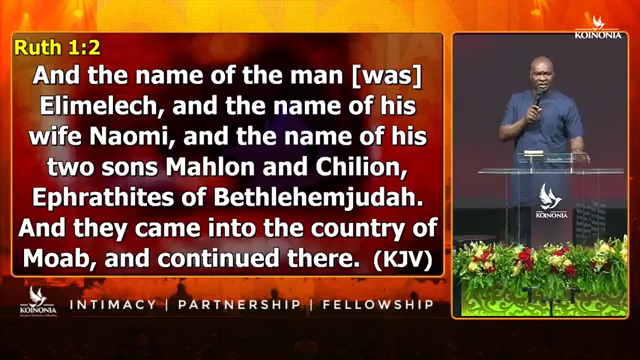 Ruth 1:2
And the name of the man [was]
Elimelech, and the name of his
wife Naomi, and the name of his
two sons Mahlon and Chilion,
Ephrathites of Bethlehemjudah.
And they came into the country of
Moab, and continued there. (KJV)
KOINONIA
KOINONIA
KOINONIA
INTIMACY | PARTNERSHIP | FELLOWSHIP